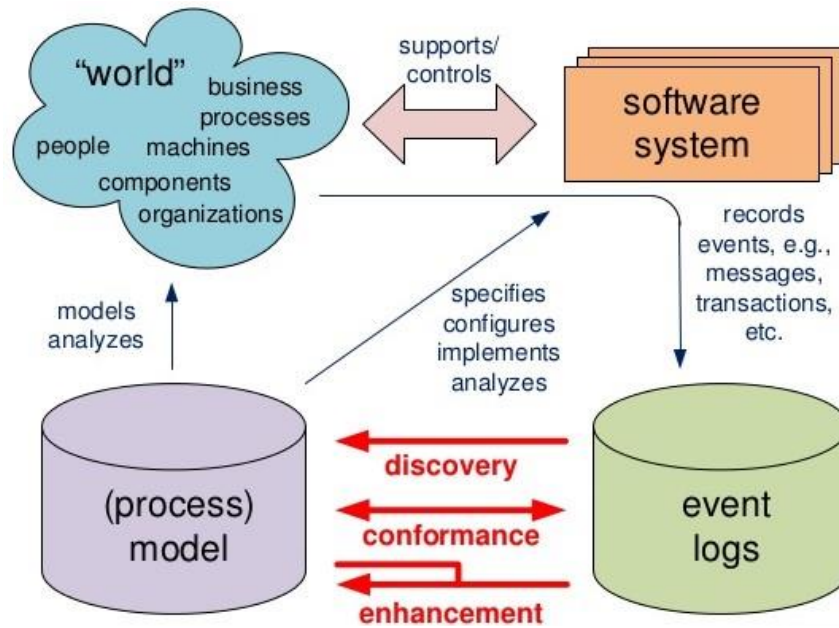 “world”
business
processes
people machines
components
organizations
supports/
controls
software
system
records
events, e.g.,
messages,
transactions,
etc.
models
analyzes
specifies
configures
implements
analyzes
(process)
model
discovery
conformance
enhancement
event
logs